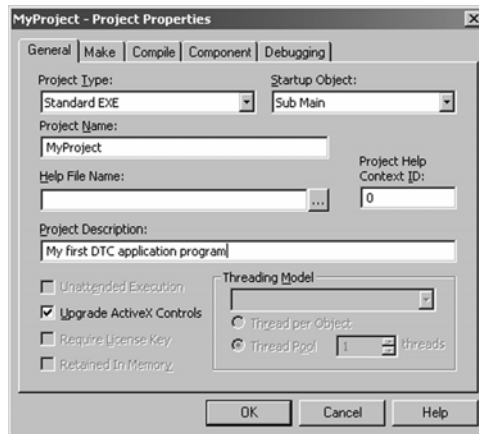 MyProject - Project Properties
General Make Compile Component Debugging
Project Type: Startup Object:
Standard EXE Sub Main
Project Name:
MyProject
Project Help
Help File Name: Context ID:
... 0
Project Description:
My first DTC application program
Unattended Execution Threading Model
Upgrade ActiveX Controls
Require License Key Thread per Object
Retained In Memory Thread Pool 1 threads
OK Cancel Help